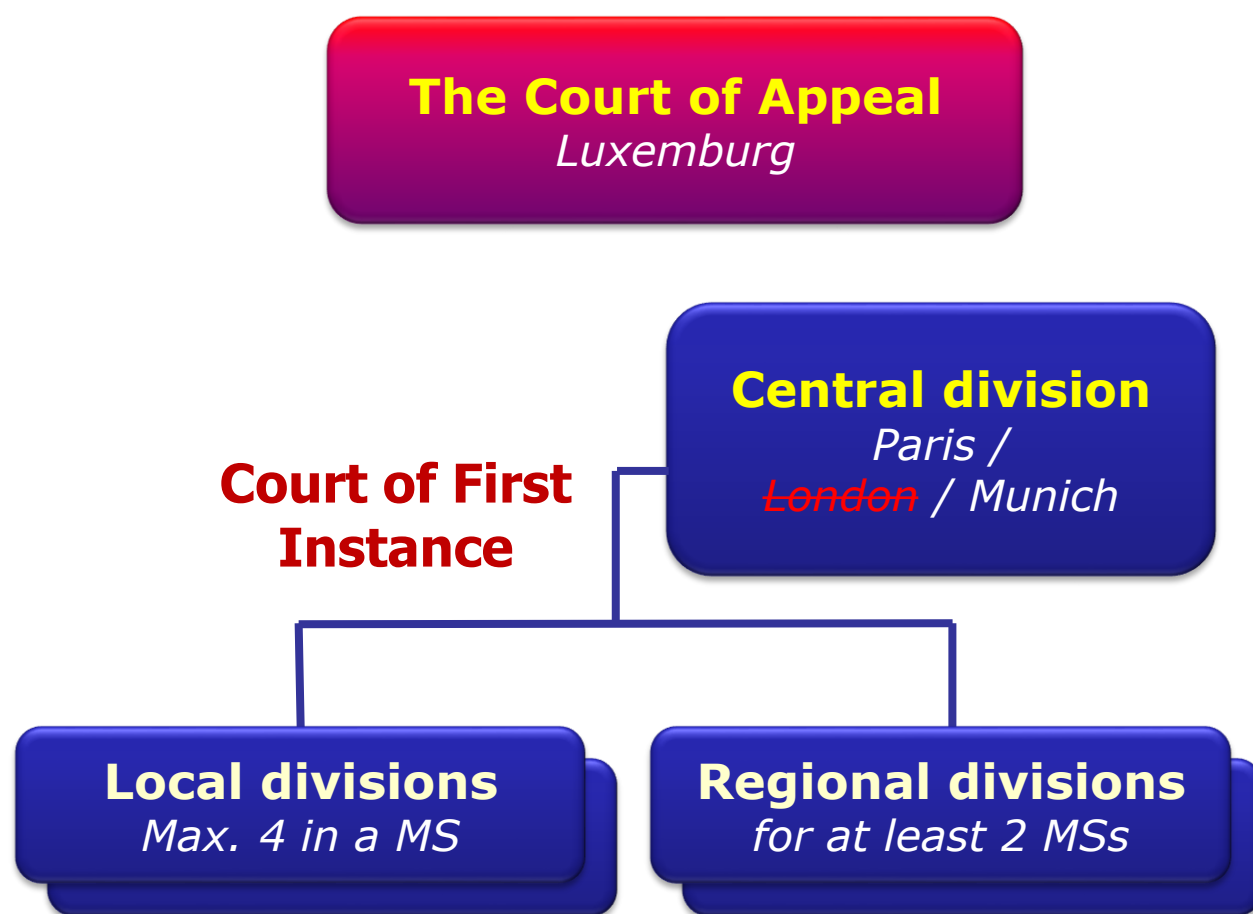 The Court of Appeal
Luxemburg
Central division
Paris /
London / Munich
Court of First
Instance
Local divisions
Max. 4 in a MS
Regional divisions
for at least 2 MSs